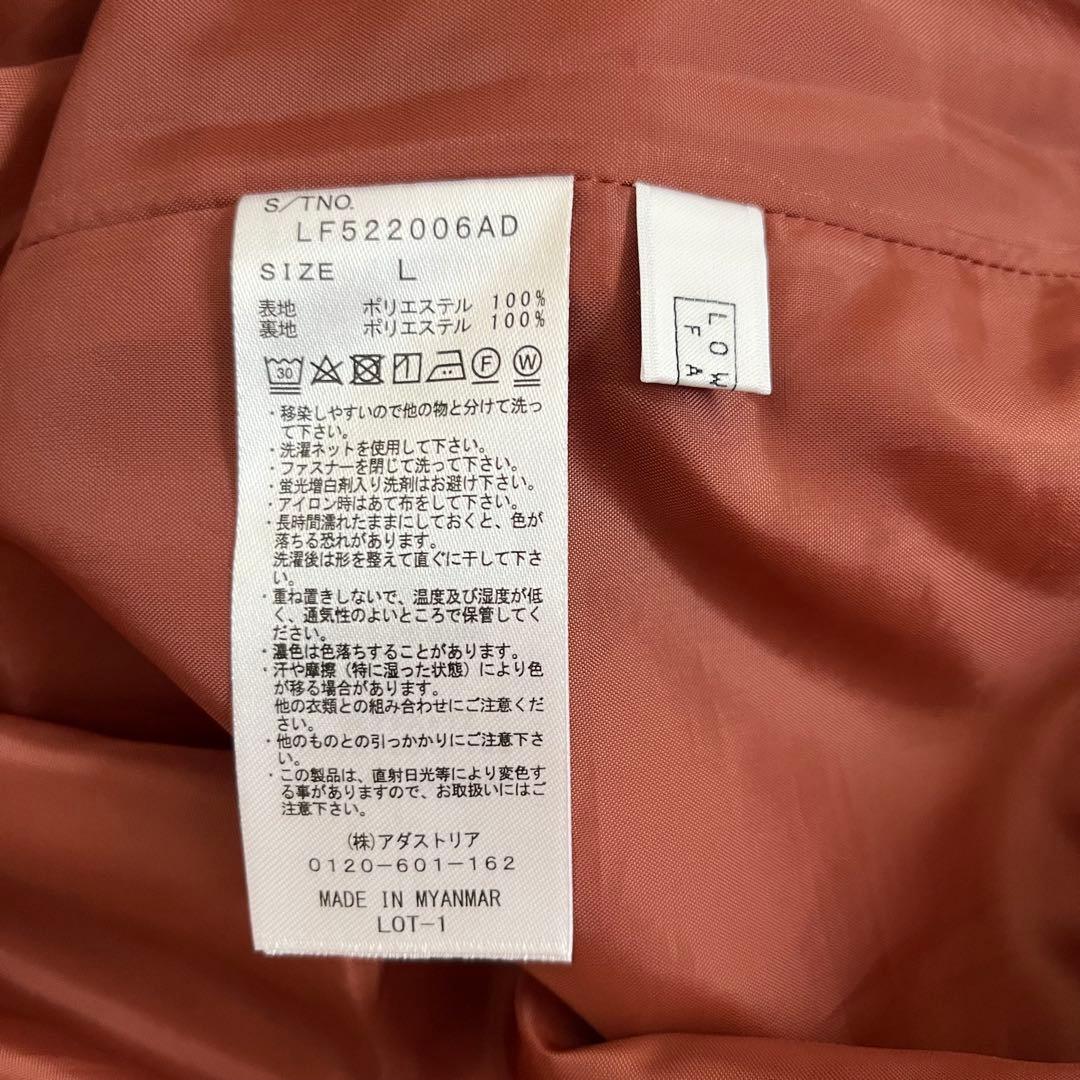 S/TNO.
LF522006AD
SIZE L
表地 ポリエステル 100%
裏地 ポリエステル 100%
30 1 F W
・移染しやすいので他の物と分けて洗っ
て下さい。
・洗濯ネットを使用して下さい。
・ファスナーを閉じて洗って下さい。
・蛍光増白剤入り洗剤はお避け下さい。
・アイロン時はあて布をして下さい。
・長時間濡れたままにしておくと、色が
落ちる恐れがあります。
洗濯後は形を整えて直ぐに干して下さ
い。
・重ね置きしないで、温度及び湿度が低
く、通気性のよいところで保管してく
ださい。
・濃色は色落ちすることがあります。
・汗や摩擦（特に湿った状態）により色
が移る場合があります。
他の衣類との組み合わせにご注意くだ
さい。
・他のものとの引っかかりにご注意下さ
い。
・この製品は、直射日光等により変色す
る事がありますので、お取扱いにはご
注意下さい。
(株)アダストリア
0120-601-162
MADE IN MYANMAR
LOT-1
LOW
FA